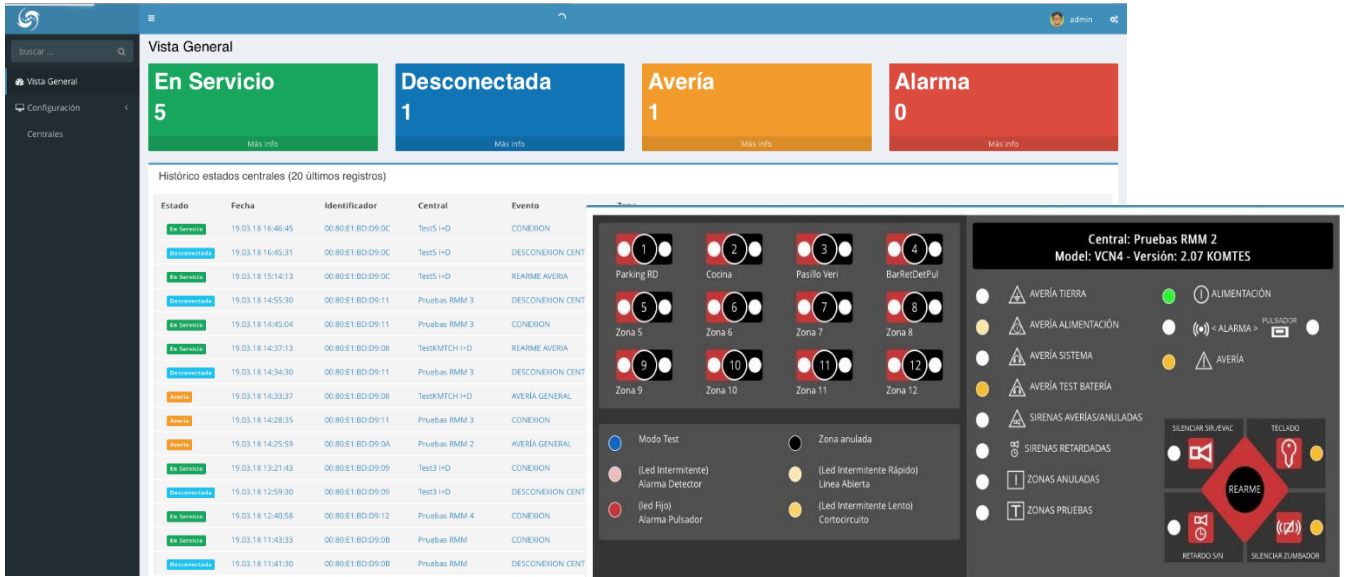 buscar ...
admin
Vista General
Configuración
Centrales
Vista General
En Servicio
5
Más info
Desconectada
1
Más info
Avería
1
Más info
Alarma
0
Más info
Histórico estados centrales (20 últimos registros)
Estado Fecha Identificador Central Evento
En Servicio 19.03.18 16:46:45 00:80:E1:BD:D9:0C Test5 I+D CONEXION
Desconectada 19.03.18 16:45:31 00:80:E1:BD:D9:0C Test5 I+D DESCONEXION CENT
En Servicio 19.03.18 15:14:13 00:80:E1:BD:D9:0C Test5 I+D REARME AVERIA
Desconectada 19.03.18 14:55:30 00:80:E1:BD:D9:11 Pruebas RMM 3 DESCONEXION CENT
En Servicio 19.03.18 14:45:04 00:80:E1:BD:D9:11 Pruebas RMM 3 CONEXION
En Servicio 19.03.18 14:37:13 00:80:E1:BD:D9:08 TestKMTCH I+D REARME AVERIA
Desconectada 19.03.18 14:34:30 00:80:E1:BD:D9:11 Pruebas RMM 3 DESCONEXION CENT
Avería 19.03.18 14:33:37 00:80:E1:BD:D9:08 TestKMTCH I+D AVERÍA GENERAL
Avería 19.03.18 14:28:35 00:80:E1:BD:D9:11 Pruebas RMM 3 CONEXION
Avería 19.03.18 14:25:59 00:80:E1:BD:D9:0A Pruebas RMM 2 AVERÍA GENERAL
En Servicio 19.03.18 13:21:43 00:80:E1:BD:D9:09 Test3 I+D CONEXION
Desconectada 19.03.18 12:59:30 00:80:E1:BD:D9:09 Test3 I+D DESCONEXION CENT
En Servicio 19.03.18 12:40:58 00:80:E1:BD:D9:12 Pruebas RMM 4 CONEXION
En Servicio 19.03.18 11:43:33 00:80:E1:BD:D9:0B Pruebas RMM CONEXION
Desconectada 19.03.18 11:41:30 00:80:E1:BD:D9:0B Pruebas RMM DESCONEXION CENT
1 2 3 4
Parking RD Cocina Pasillo Veri BarRetDetPul
5 6 7 8
Zona 5 Zona 6 Zona 7 Zona 8
9 10 11 12
Zona 9 Zona 10 Zona 11 Zona 12
Modo Test
Zona anulada
(Led Intermitente)
Alarma Detector
(Led Intermitente Rápido)
Línea Abierta
(led Fijo)
Alarma Pulsador
(Led Intermitente Lento)
Cortocircuito
Central: Pruebas RMM 2
Model: VCN4 - Versión: 2.07 KOMTES
AVERÍA TIERRA
AVERÍA ALIMENTACIÓN
AVERÍA SISTEMA
AVERÍA TEST BATERÍA
SIRENAS AVERÍAS/ANULADAS
SIRENAS RETARDADAS
ZONAS ANULADAS
T ZONAS PRUEBAS
ALIMENTACIÓN
< ALARMA > PULSADOR
AVERÍA
SILENCIAR SIR./EVAC TECLADO
REARME
RETARDO S/N SILENCIAR ZUMBADOR